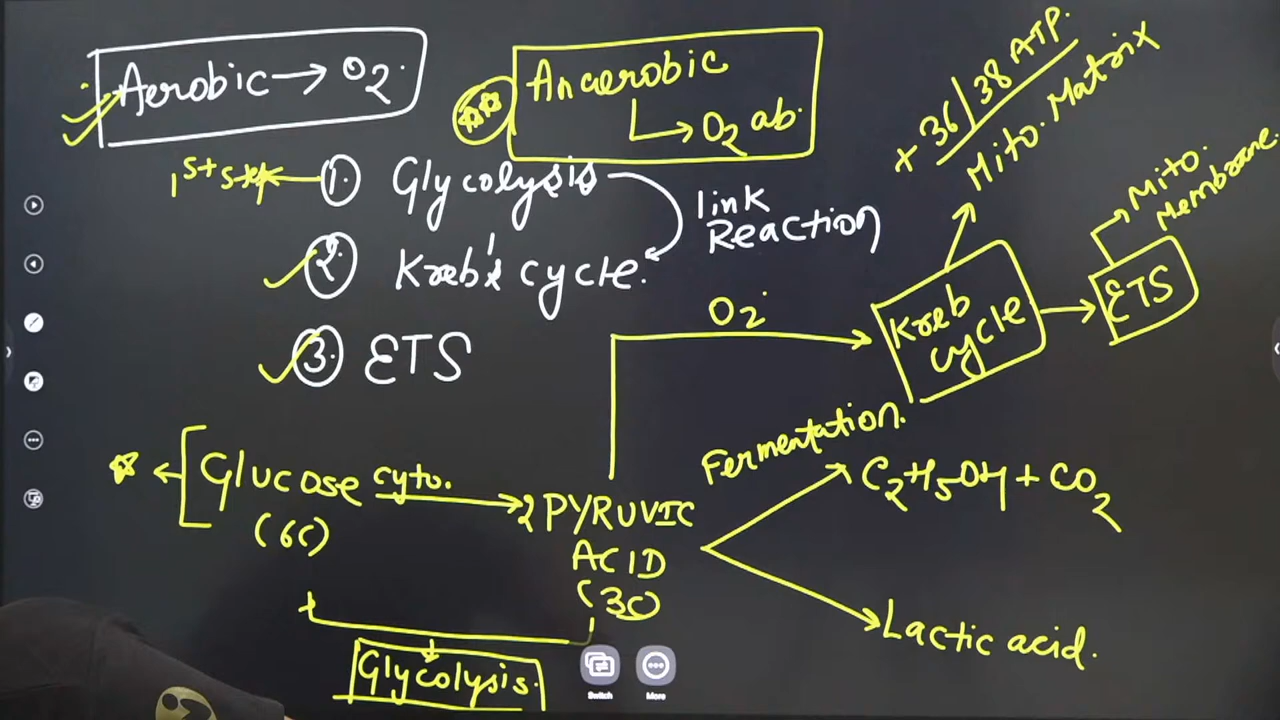 Aerobic → O2.
Anaerobic
→ O2 ab.
1st step ← 1. Glycolysis
link
Reaction
2. Kreb's cycle.
3. ETS
+ 36/38 ATP.
Mito. Matrix
Mito.
Membrane.
O2
Kreb
cycle.
ETS
Glucose cyto.
(6C)
2 PYRUVIC
ACID
(3C)
Fermentation.
C2H5OH + CO2
Lactic acid.
Glycolysis.
Switch
More